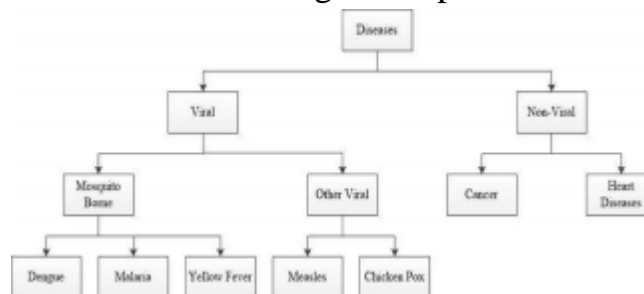 Diseases
Viral
Non-Viral
Mosquito
Borne
Other Viral
Cancer
Heart
Diseases
Dengue
Malaria
Yellow Fever
Measles
Chicken Pox